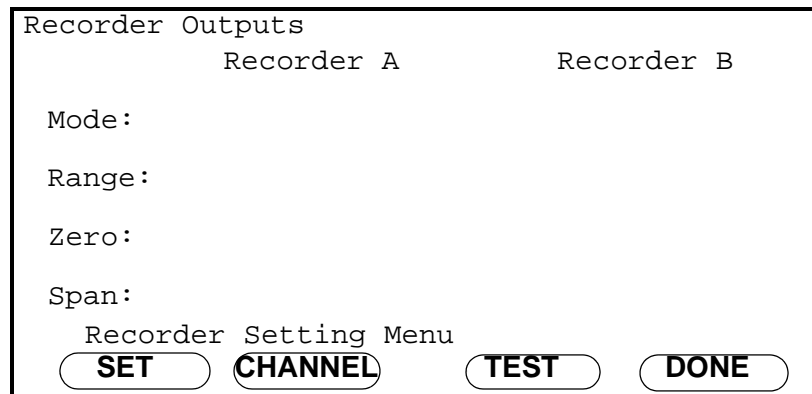 Recorder Outputs
Recorder A Recorder B
Mode:
Range:
Zero:
Span:
Recorder Setting Menu
SET CHANNEL TEST DONE